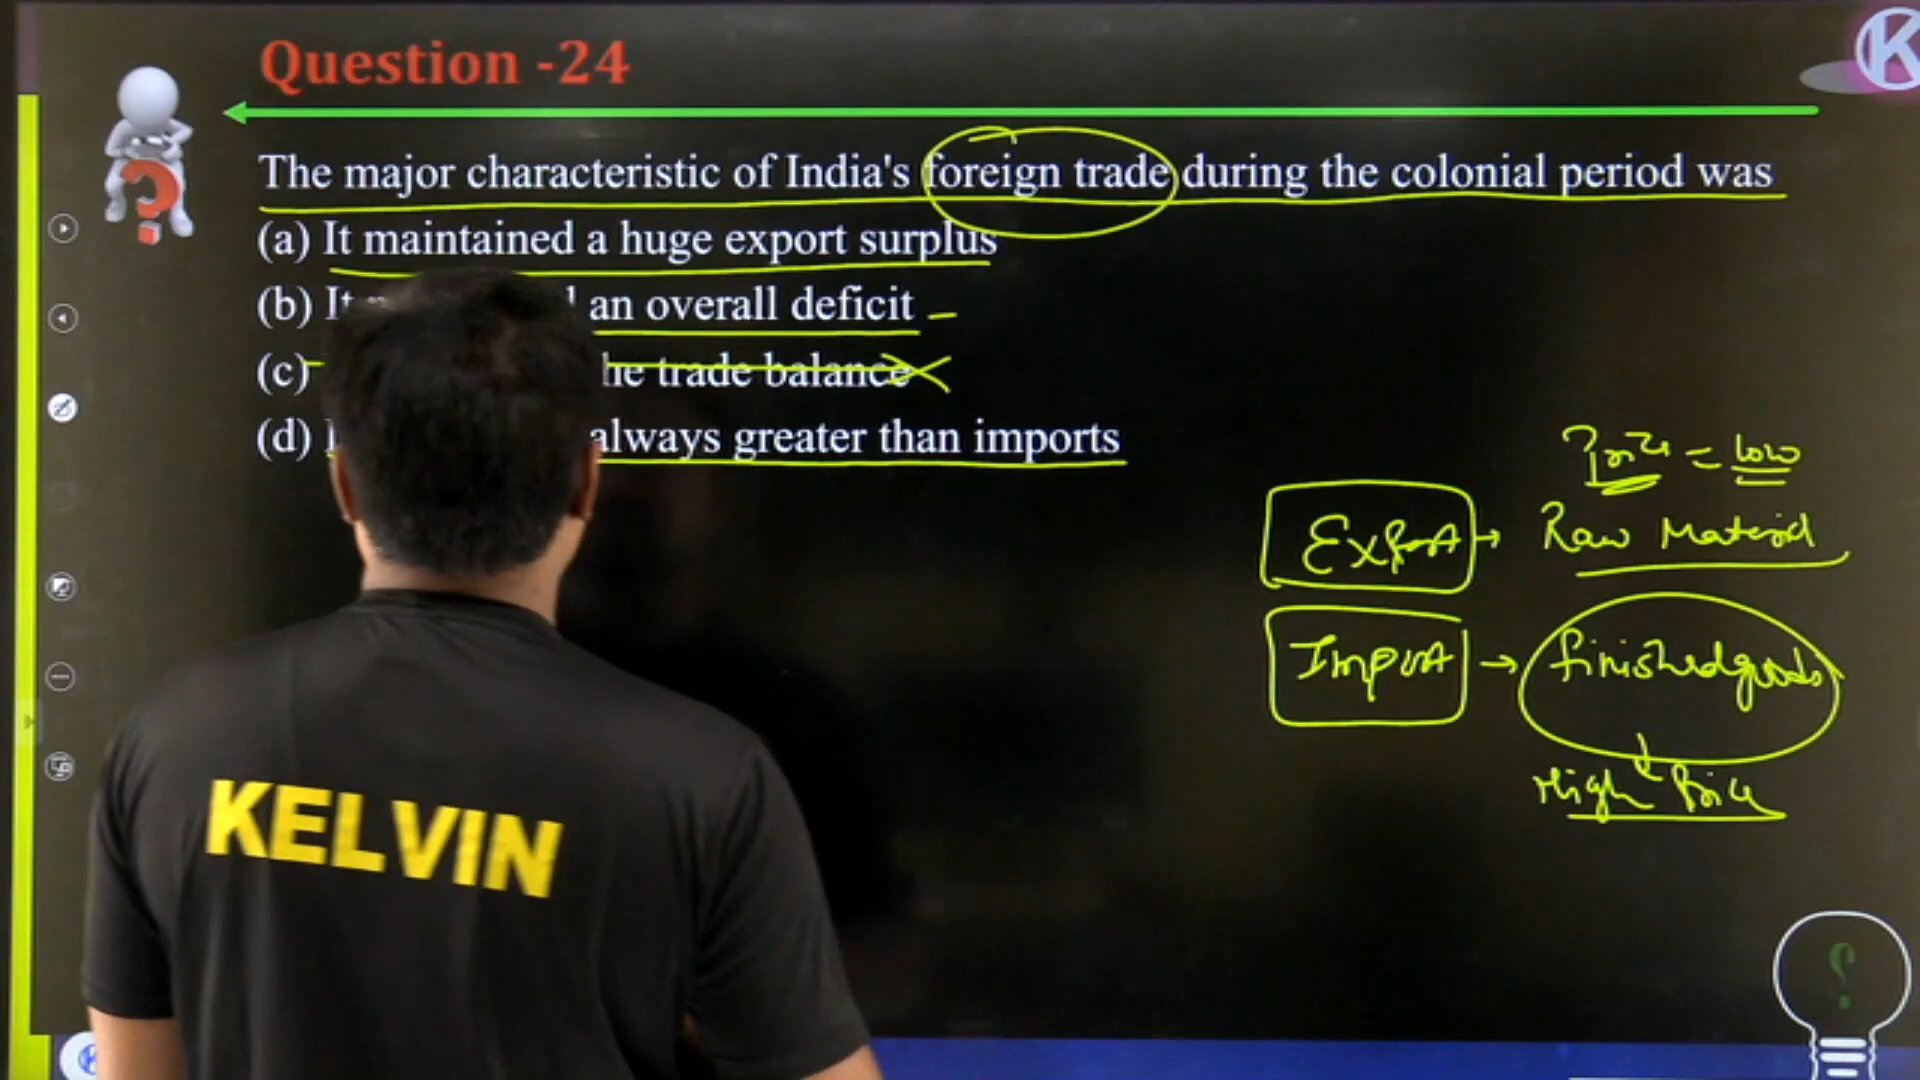 Question -24
The major characteristic of India's foreign trade during the colonial period was
(a) It maintained a huge export surplus
(b) It an overall deficit
(c) he trade balance
(d) always greater than imports
Price = low
Export → Raw Material
Import → finished goods
High Price
KELVIN
K